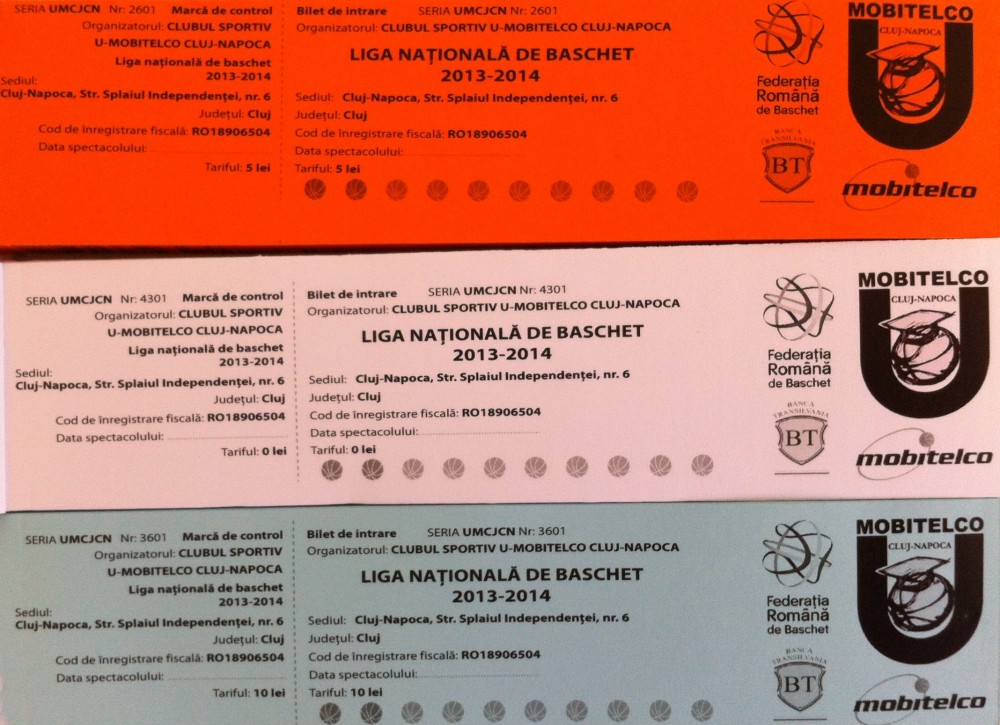 SERIA UMCJCN Nr: 2601 Marcă de control
Organizatorul: CLUBUL SPORTIV
U-MOBITELCO CLUJ-NAPOCA
Liga națională de baschet
2013-2014
Sediul:
Cluj-Napoca, Str. Splaiul Independenței, nr. 6
Județul: Cluj
Cod de înregistrare fiscală: RO18906504
Data spectacolului:
Tariful: 5 lei
Bilet de intrare SERIA UMCJCN Nr: 2601
Organizatorul: CLUBUL SPORTIV U-MOBITELCO CLUJ-NAPOCA
LIGA NAȚIONALĂ DE BASCHET
2013-2014
Sediul: Cluj-Napoca, Str. Splaiul Independenței, nr. 6
Județul: Cluj
Cod de înregistrare fiscală: RO18906504
Data spectacolului:
Tariful: 5 lei
Federația
Română
de Baschet
BANCA
TRANSILVANIA
BT
MOBITELCO
CLUJ-NAPOCA
mobitelco
SERIA UMCJCN Nr: 4301 Marcă de control
Organizatorul: CLUBUL SPORTIV
U-MOBITELCO CLUJ-NAPOCA
Liga națională de baschet
2013-2014
Sediul:
Cluj-Napoca, Str. Splaiul Independenței, nr. 6
Județul: Cluj
Cod de înregistrare fiscală: RO18906504
Data spectacolului:
Tariful: 0 lei
Bilet de intrare SERIA UMCJCN Nr: 4301
Organizatorul: CLUBUL SPORTIV U-MOBITELCO CLUJ-NAPOCA
LIGA NAȚIONALĂ DE BASCHET
2013-2014
Sediul: Cluj-Napoca, Str. Splaiul Independenței, nr. 6
Județul: Cluj
Cod de înregistrare fiscală: RO18906504
Data spectacolului:
Tariful: 0 lei
Federația
Română
de Baschet
BANCA
TRANSILVANIA
BT
MOBITELCO
CLUJ-NAPOCA
mobitelco
SERIA UMCJCN Nr: 3601 Marcă de control
Organizatorul: CLUBUL SPORTIV
U-MOBITELCO CLUJ-NAPOCA
Liga națională de baschet
2013-2014
Sediul:
Cluj-Napoca, Str. Splaiul Independenței, nr. 6
Județul: Cluj
Cod de înregistrare fiscală: RO18906504
Data spectacolului:
Tariful: 10 lei
Bilet de intrare SERIA UMCJCN Nr: 3601
Organizatorul: CLUBUL SPORTIV U-MOBITELCO CLUJ-NAPOCA
LIGA NAȚIONALĂ DE BASCHET
2013-2014
Sediul: Cluj-Napoca, Str. Splaiul Independenței, nr. 6
Județul: Cluj
Cod de înregistrare fiscală: RO18906504
Data spectacolului:
Tariful: 10 lei
Federația
Română
de Baschet
BANCA
TRANSILVANIA
BT
MOBITELCO
CLUJ-NAPOCA
mobitelco